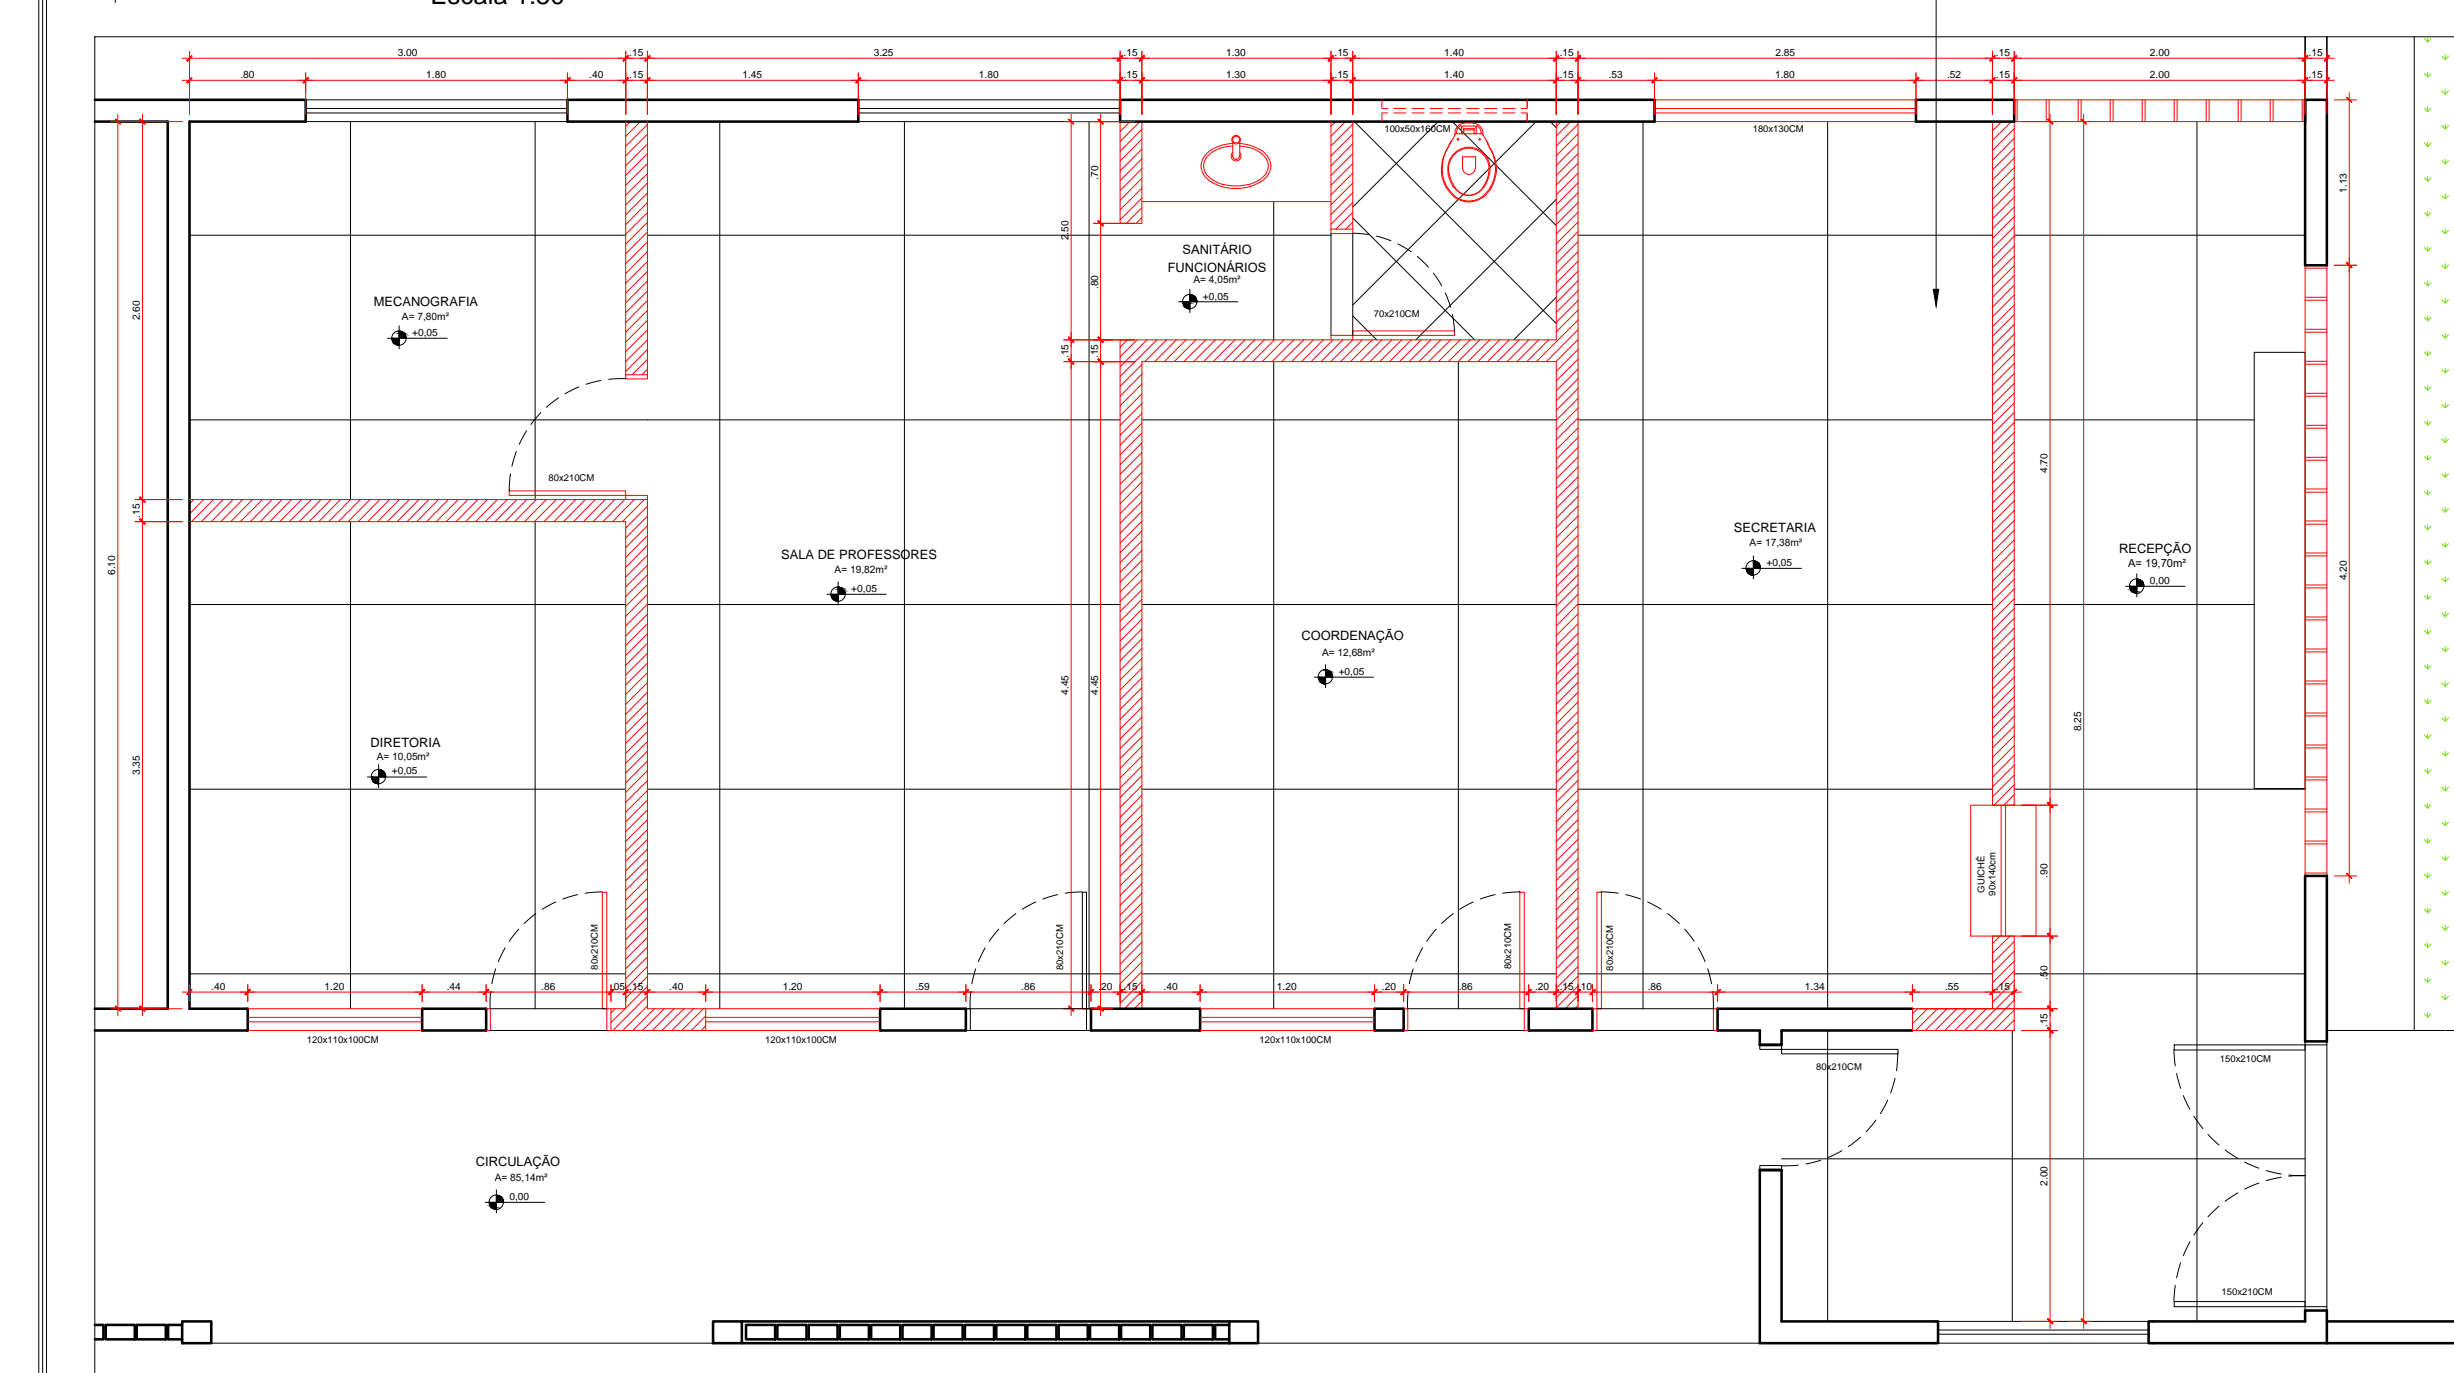 3.00 .15 3.25 .15 1.30 .15 1.40 .15 2.85 .15 2.00 .15
.80 1.80 .40 .15 1.45 1.80 .15 1.30 .15 1.40 .15 .53 1.80 .52 .15 2.00 .15
100x50x160CM
180x130CM
.70
1.13
2.50
SANITÁRIO
FUNCIONÁRIOS
A= 4,05m²
+0,05
.80
MECANOGRAFIA
A= 7,80m²
+0,05
2.60
70x210CM
.15
.15
4.70
80x210CM
.15
SECRETARIA
A= 17,38m²
+0,05
RECEPÇÃO
A= 19,70m²
0,00
SALA DE PROFESSORES
A= 19,82m²
+0,05
6.10
4.20
COORDENAÇÃO
A= 12,68m²
+0,05
4.45
4.45
8.25
DIRETORIA
A= 10,05m²
+0,05
3.35
GUICHÊ
90x140cm
.90
80x210CM
80x210CM
80x210CM
80x210CM
.50
.40 1.20 .44 .86 .05 .15 .40 1.20 .59 .86 .20 .15 .40 1.20 .20 .86 .20 .15 .10 .86 1.34 .55 .15
.15
120x110x100CM
120x110x100CM
120x110x100CM
80x210CM
150x210CM
CIRCULAÇÃO
A= 85,14m²
0,00
2.00
150x210CM